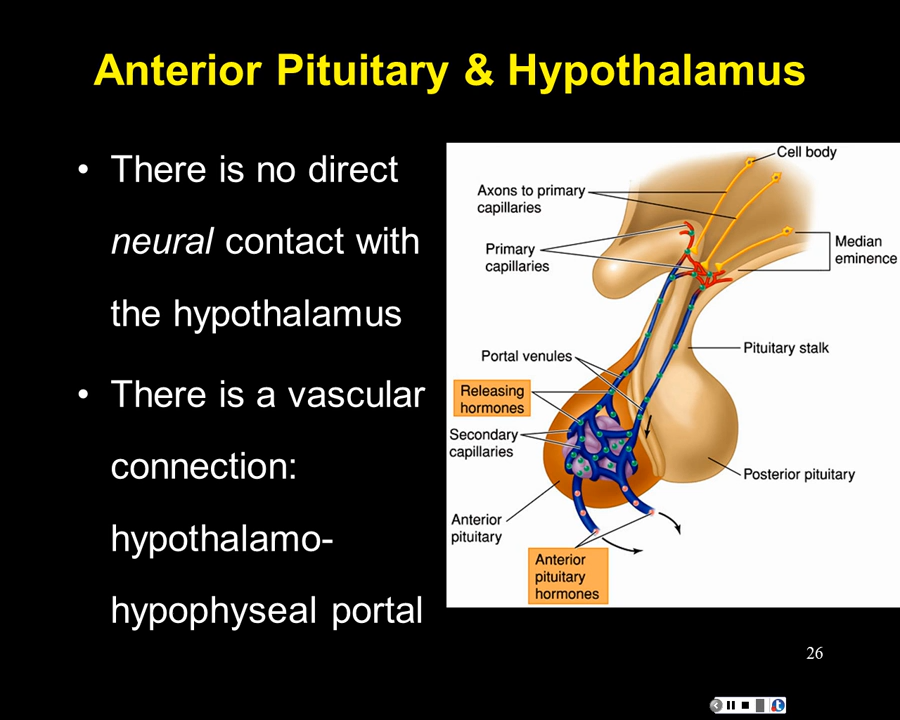 Anterior Pituitary & Hypothalamus
• There is no direct
neural contact with
the hypothalamus
• There is a vascular
connection:
hypothalamo-
hypophyseal portal
Cell body
Axons to primary
capillaries
Primary
capillaries
Median
eminence
Portal venules
Pituitary stalk
Releasing
hormones
Secondary
capillaries
Posterior pituitary
Anterior
pituitary
Anterior
pituitary
hormones
26